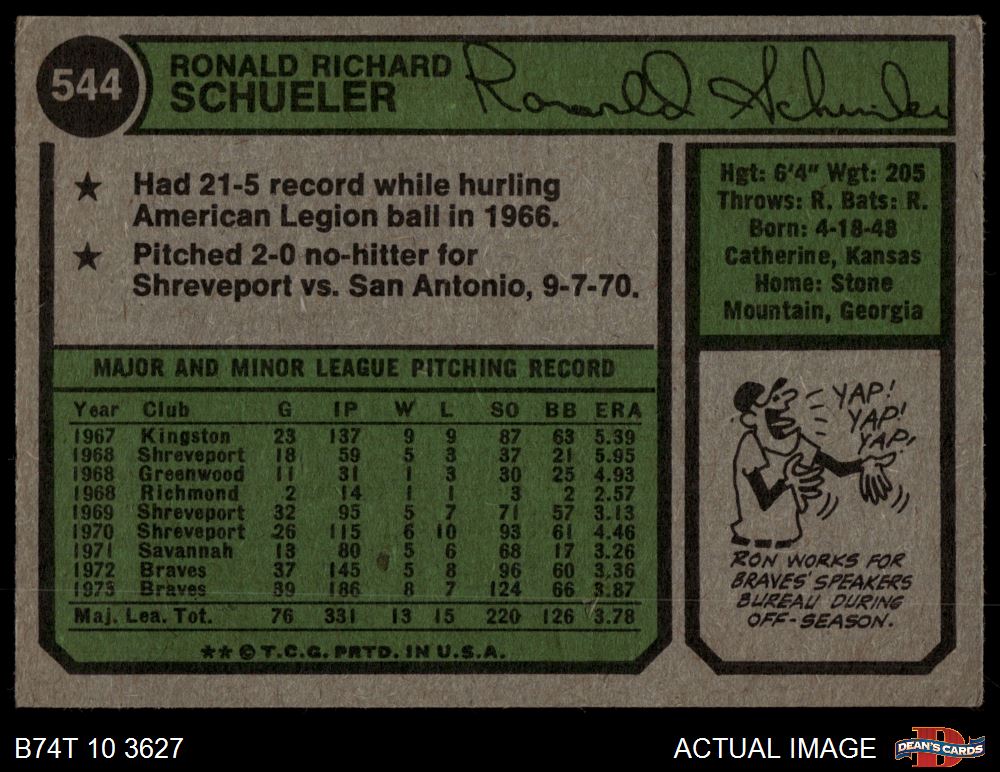 544
RONALD RICHARD
SCHUELER
Ronald Schueler
★ Had 21-5 record while hurling
American Legion ball in 1966.
★ Pitched 2-0 no-hitter for
Shreveport vs. San Antonio, 9-7-70.
Hgt: 6'4" Wgt: 205
Throws: R. Bats: R.
Born: 4-18-48
Catherine, Kansas
Home: Stone
Mountain, Georgia
MAJOR AND MINOR LEAGUE PITCHING RECORD
Year Club G IP W L SO BB ERA
1967 Kingston 23 137 9 9 87 63 5.39
1968 Shreveport 18 59 5 3 37 21 5.95
1968 Greenwood 11 31 1 3 30 25 4.93
1968 Richmond 2 14 1 1 3 2 2.57
1969 Shreveport 32 95 5 7 71 57 3.13
1970 Shreveport 26 115 6 10 93 61 4.46
1971 Savannah 13 80 5 6 68 17 3.26
1972 Braves 37 145 5 8 96 60 3.36
1973 Braves 39 186 8 7 124 66 3.87
Maj. Lea. Tot. 76 331 13 15 220 126 3.78
** © T.C.G. PRTD. IN U.S.A.
YAP!
YAP!
YAP!
RON WORKS FOR
BRAVES' SPEAKERS
BUREAU DURING
OFF-SEASON.
B74T 10 3627
ACTUAL IMAGE
DEAN'S CARDS